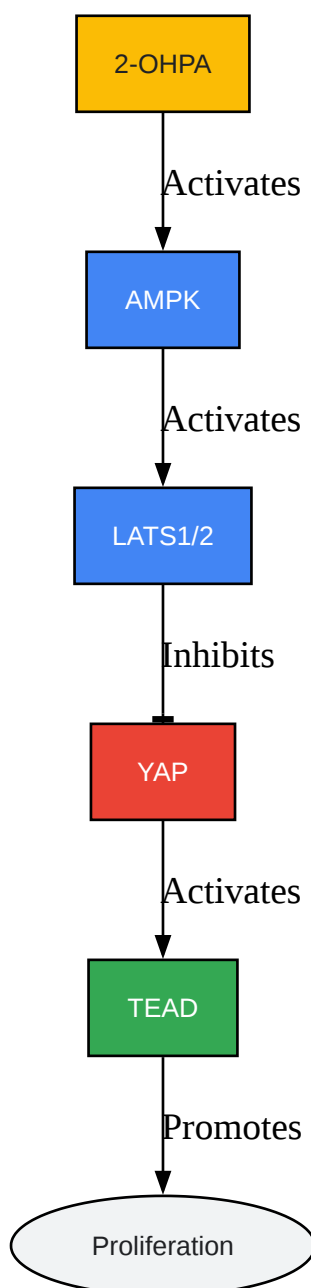 2-OHPA
Activates
AMPK
Activates
LATS1/2
Inhibits
YAP
Activates
TEAD
Promotes
Proliferation